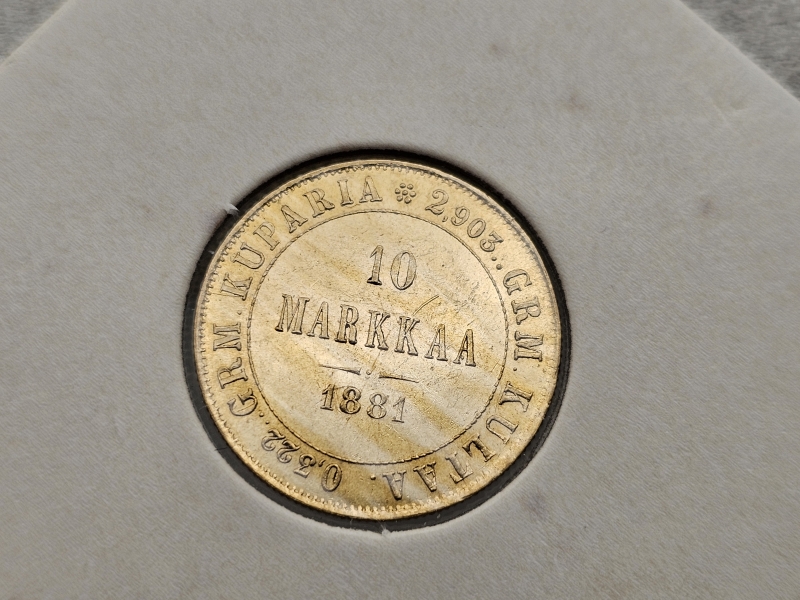 10
MARKKAA
1881
2,903..GRM.KULTAA. 0,322..GRM.KUPARIA